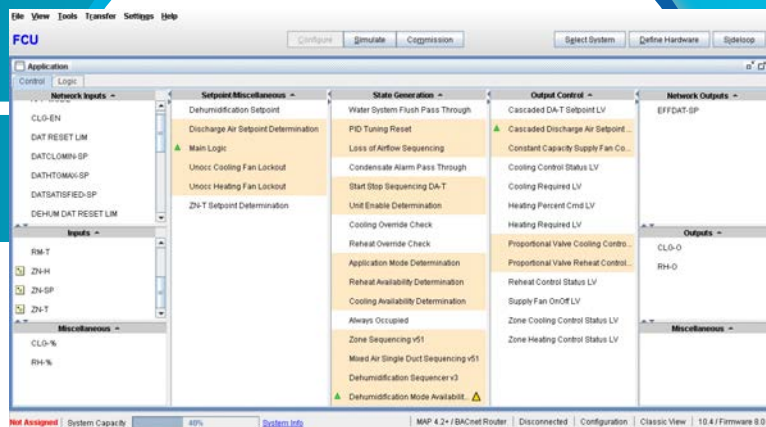 File View Tools Transfer Settings Help
FCU
Configure Simulate Commission Select System Define Hardware Sideloop
Application
Control Logic
Network Inputs
CLG-EN
DAT RESET LIM
DATCLGMIN-SP
DATHTGMAX-SP
DATSATISFIED-SP
DEHUM DAT RESET LIM
Inputs
RM-T
ZN-H
ZN-SP
ZN-T
Miscellaneous
CLG-%
RH-%
Setpoint/Miscellaneous
Dehumidification Setpoint
Discharge Air Setpoint Determination
Main Logic
Unocc Cooling Fan Lockout
Unocc Heating Fan Lockout
ZN-T Setpoint Determination
State Generation
Water System Flush Pass Through
PID Tuning Reset
Loss of Airflow Sequencing
Condensate Alarm Pass Through
Start Stop Sequencing DA-T
Unit Enable Determination
Cooling Override Check
Reheat Override Check
Application Mode Determination
Reheat Availability Determination
Cooling Availability Determination
Always Occupied
Zone Sequencing v51
Mixed Air Single Duct Sequencing v51
Dehumidification Sequencer v3
Dehumidification Mode Availabilit...
Output Control
Cascaded DA-T Setpoint LV
Cascaded Discharge Air Setpoint...
Constant Capacity Supply Fan Co...
Cooling Control Status LV
Cooling Required LV
Heating Percent Cmd LV
Heating Required LV
Proportional Valve Cooling Contro...
Proportional Valve Reheat Control...
Reheat Control Status LV
Supply Fan OnOff LV
Zone Cooling Control Status LV
Zone Heating Control Status LV
Network Outputs
EFFDAT-SP
Outputs
CLG-O
RH-O
Miscellaneous
Not Assigned System Capacity 40% System Info MAP 4.2+ / BACnet Router Disconnected Configuration Classic View 10.4 / Firmware 8.0